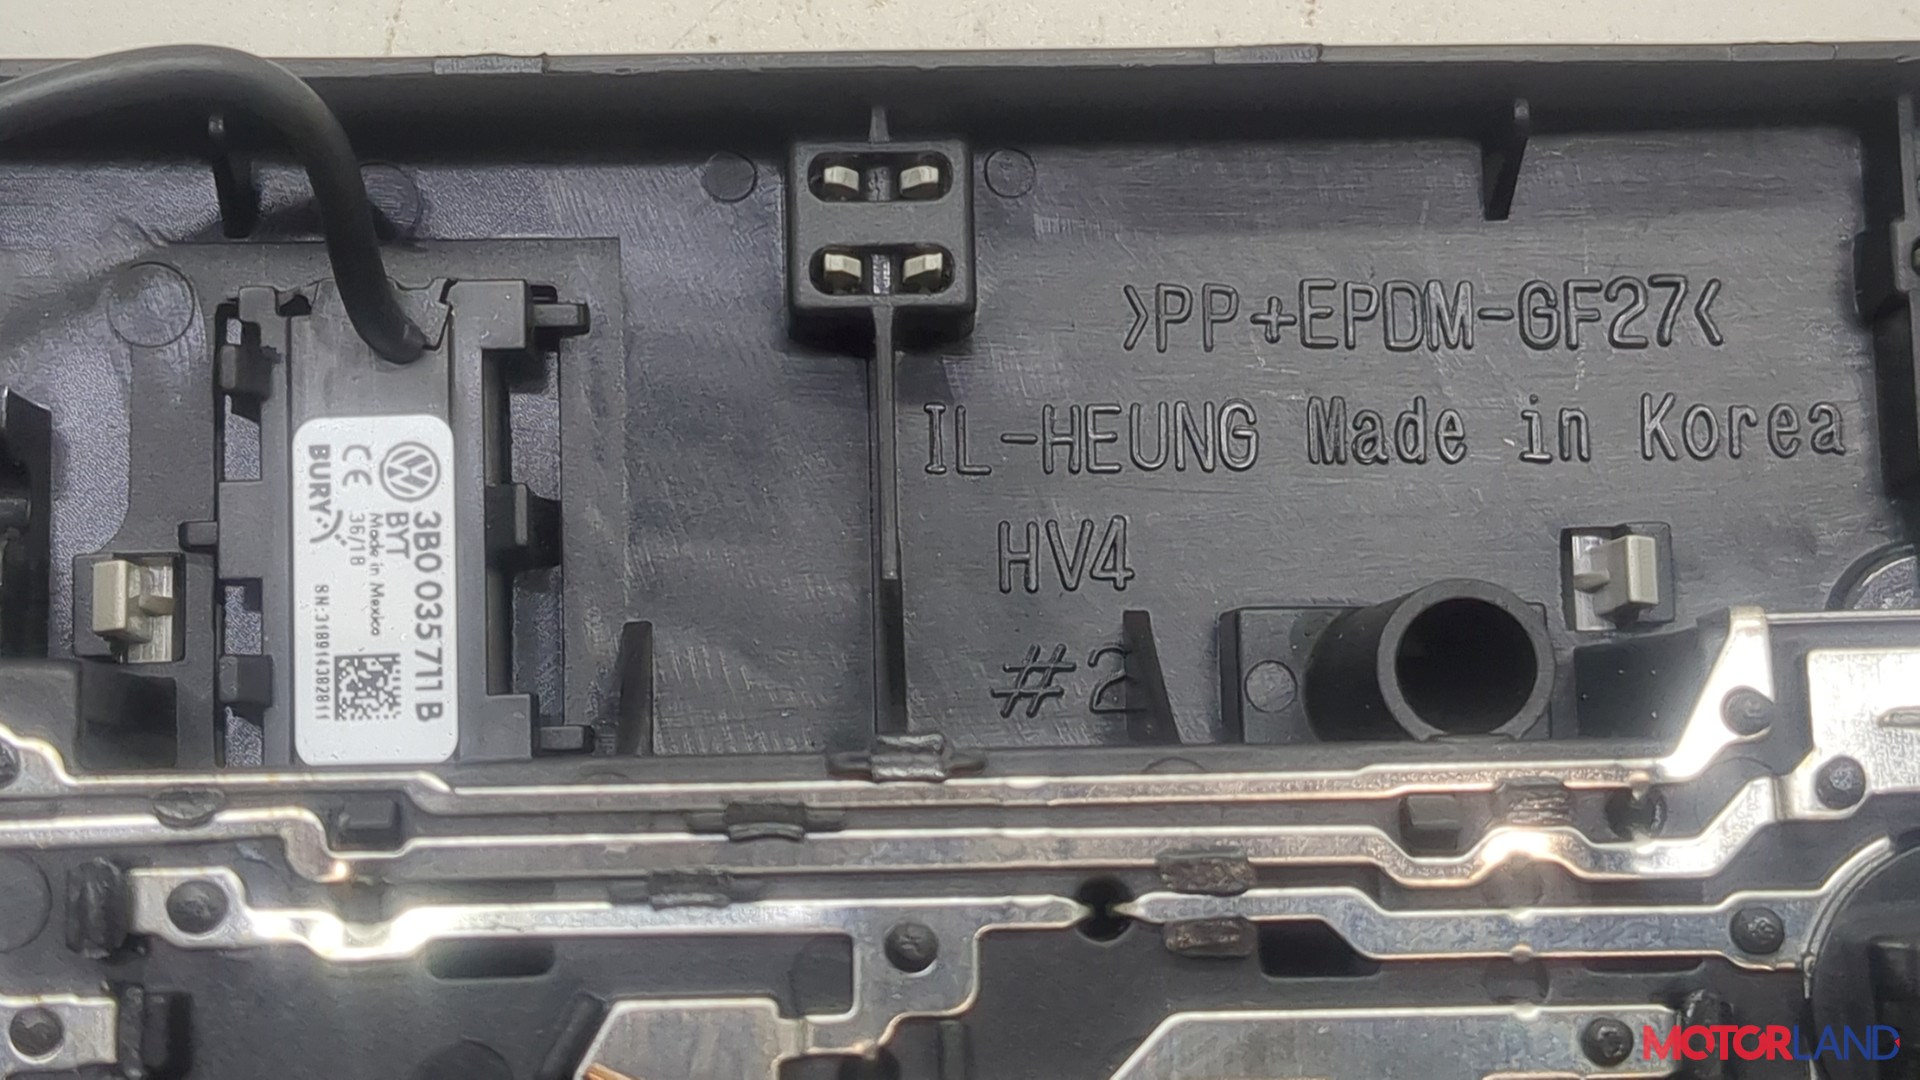 >PP+EPDM-GF27<
IL-HEUNG Made in Korea
HV4
#2
3B0 035 711 B
BYT
Made in Mexico
36/18
CE
BURY
SN:31891438281
MOTORLAND